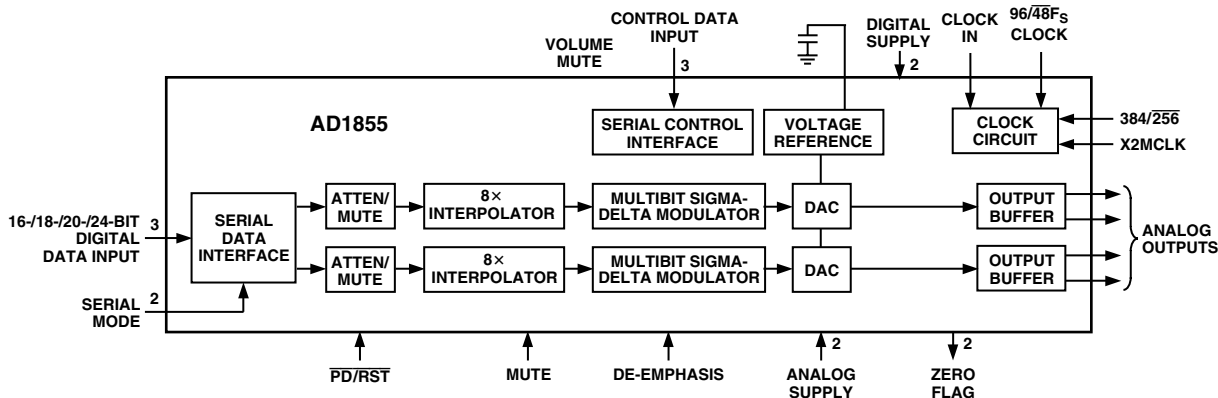 VOLUME
MUTE
CONTROL DATA
INPUT
3
DIGITAL
SUPPLY
2
CLOCK
IN
96/48FS
CLOCK
AD1855
SERIAL CONTROL
INTERFACE
VOLTAGE
REFERENCE
CLOCK
CIRCUIT
384/256
X2MCLK
16-/18-/20-/24-BIT
DIGITAL
DATA INPUT
3
SERIAL
DATA
INTERFACE
ATTEN/
MUTE
8×
INTERPOLATOR
MULTIBIT SIGMA-
DELTA MODULATOR
DAC
OUTPUT
BUFFER
ANALOG
OUTPUTS
ATTEN/
MUTE
8×
INTERPOLATOR
MULTIBIT SIGMA-
DELTA MODULATOR
DAC
OUTPUT
BUFFER
SERIAL
MODE
2
PD/RST
MUTE
DE-EMPHASIS
2
ANALOG
SUPPLY
2
ZERO
FLAG